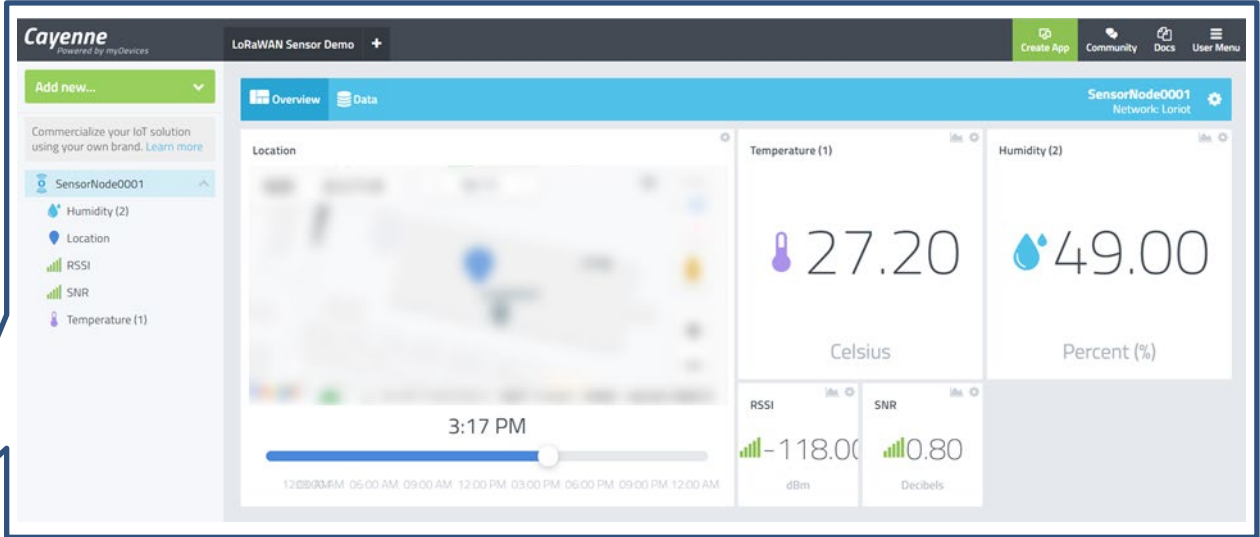 Cayenne
Powered by myDevices
LoRaWAN Sensor Demo +
Create App
Community
Docs
User Menu
Add new...
Commercialize your IoT solution
using your own brand. Learn more
SensorNode0001
Humidity (2)
Location
RSSI
SNR
Temperature (1)
Overview
Data
SensorNode0001
Network: Loriot
Location
3:17 PM
06:00 AM 09:00 AM 12:00 PM 03:00 PM 06:00 PM 09:00 PM 12:00 AM
Temperature (1)
27.20
Celsius
Humidity (2)
49.00
Percent (%)
RSSI
-118.00
dBm
SNR
0.80
Decibels